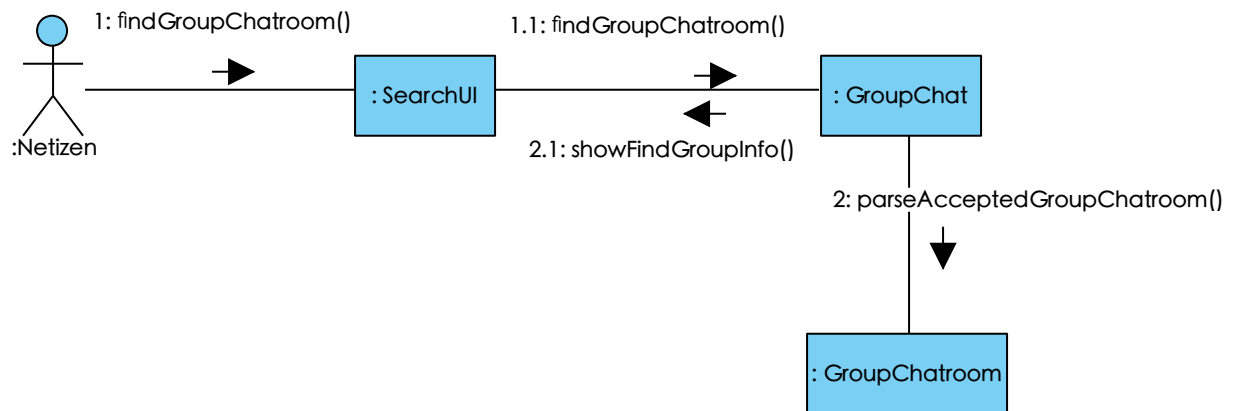 1: findGroupChatroom()
1.1: findGroupChatroom()
: SearchUI
: GroupChat
:Netizen
2.1: showFindGroupInfo()
2: parseAcceptedGroupChatroom()
: GroupChatroom